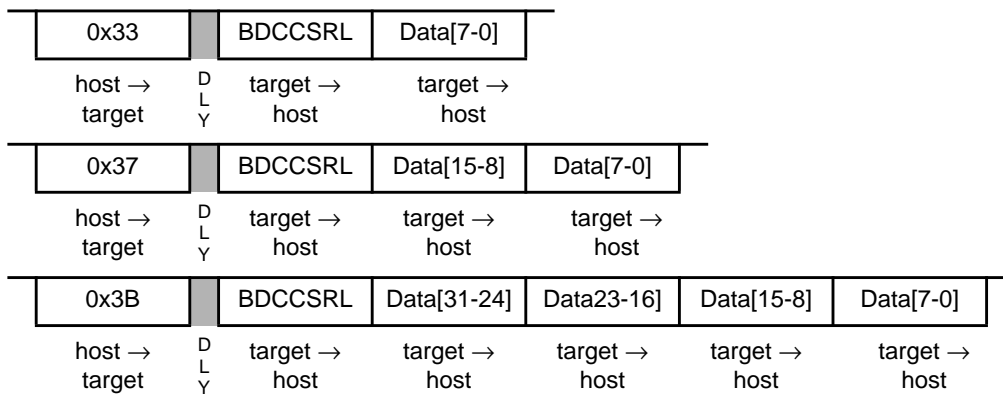 0x33 BDCCSRL Data[7-0]
host → D target → target →
target L host host
Y
0x37 BDCCSRL Data[15-8] Data[7-0]
host → D target → target → target →
target L host host host
Y
0x3B BDCCSRL Data[31-24] Data23-16] Data[15-8] Data[7-0]
host → D target → target → target → target → target →
target L host host host host host
Y